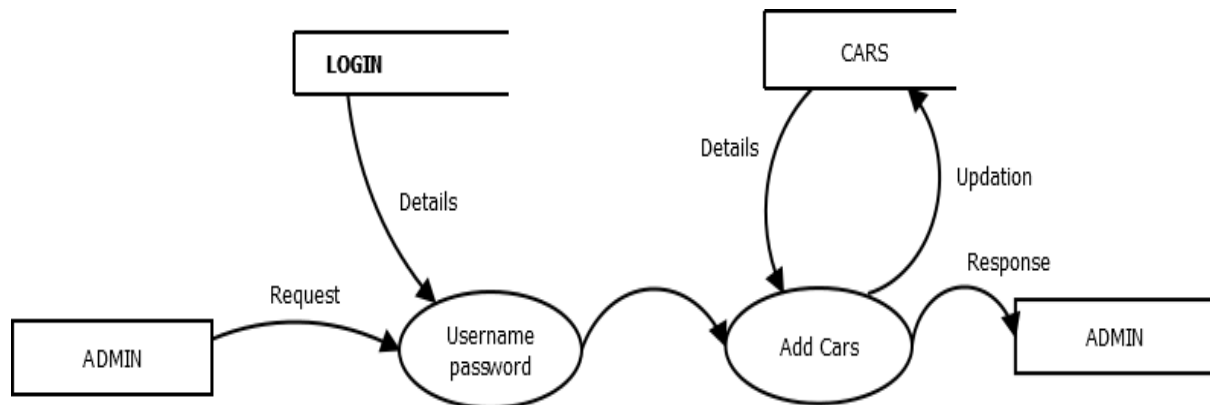 LOGIN
CARS
Details
Details
Updation
Request
Response
ADMIN
Username
password
Add Cars
ADMIN